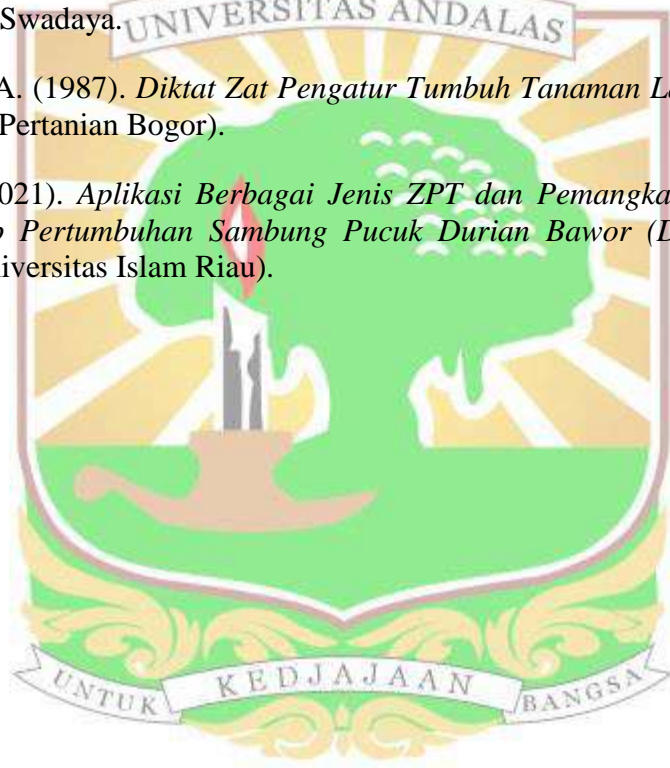 Swadaya.
UNIVERSITAS ANDALAS
A. (1987). Diktat Zat Pengatur Tumbuh Tanaman
Pertanian Bogor).
021). Aplikasi Berbagai Jenis ZPT dan Pemangka
Pertumbuhan Sambung Pucuk Durian Bawor (
iversitas Islam Riau).
UNTUK KEDJAJAAN BANGSA